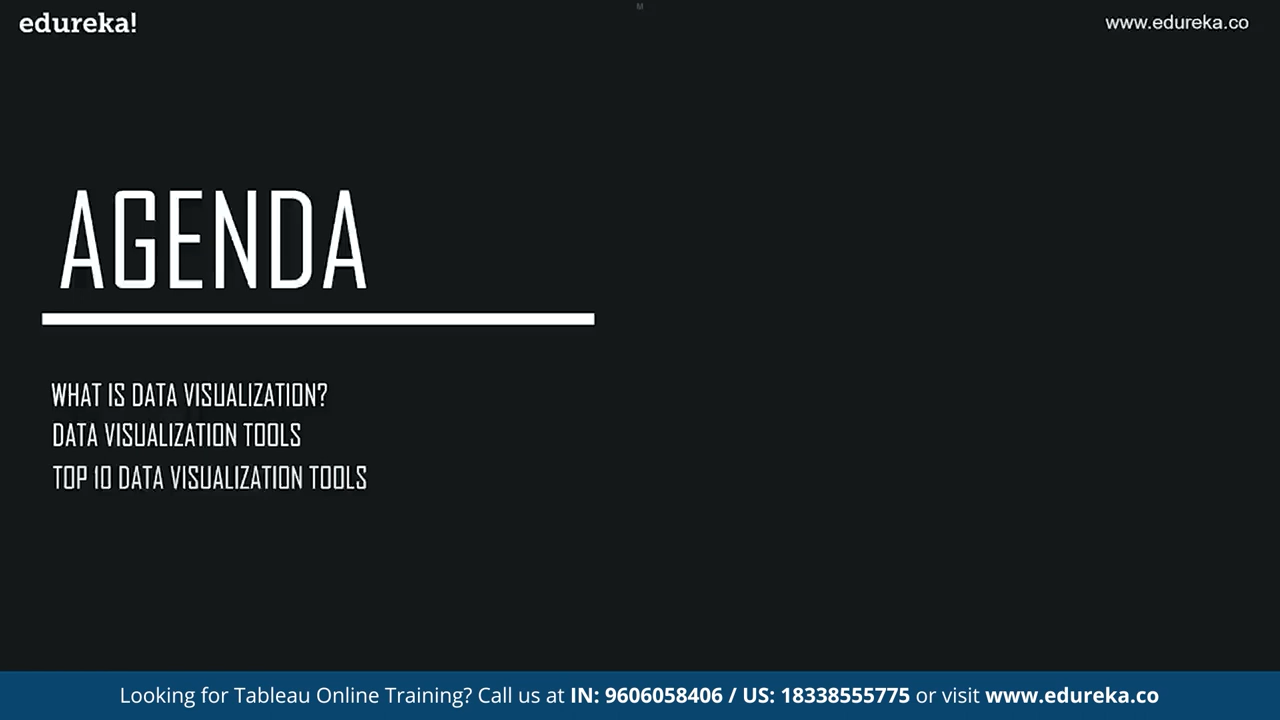 edureka!
www.edureka.co
AGENDA
WHAT IS DATA VISUALIZATION?
DATA VISUALIZATION TOOLS
TOP 10 DATA VISUALIZATION TOOLS
Looking for Tableau Online Training? Call us at IN: 9606058406 / US: 18338555775 or visit www.edureka.co